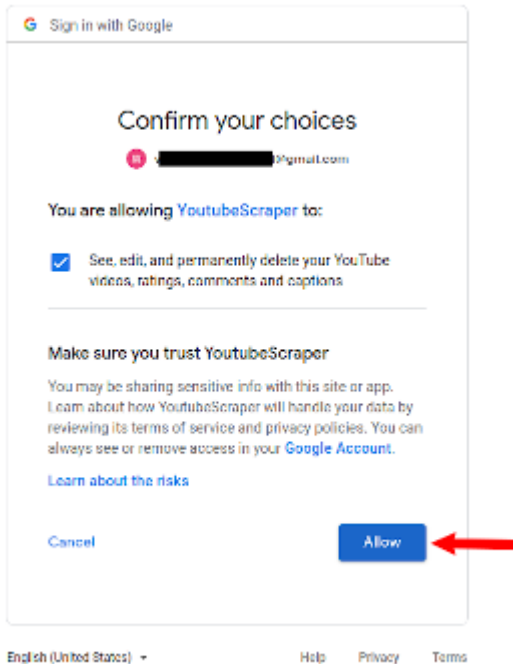 Sign in with Google
Confirm your choices
@gmail.com
You are allowing YoutubeScraper to:
See, edit, and permanently delete your YouTube
videos, ratings, comments and captions
Make sure you trust YoutubeScraper
You may be sharing sensitive info with this site or app.
Learn about how YoutubeScraper will handle your data by
reviewing its terms of service and privacy policies. You can
always see or remove access in your Google Account.
Learn about the risks
Cancel Allow
English (United States) Help Privacy Terms